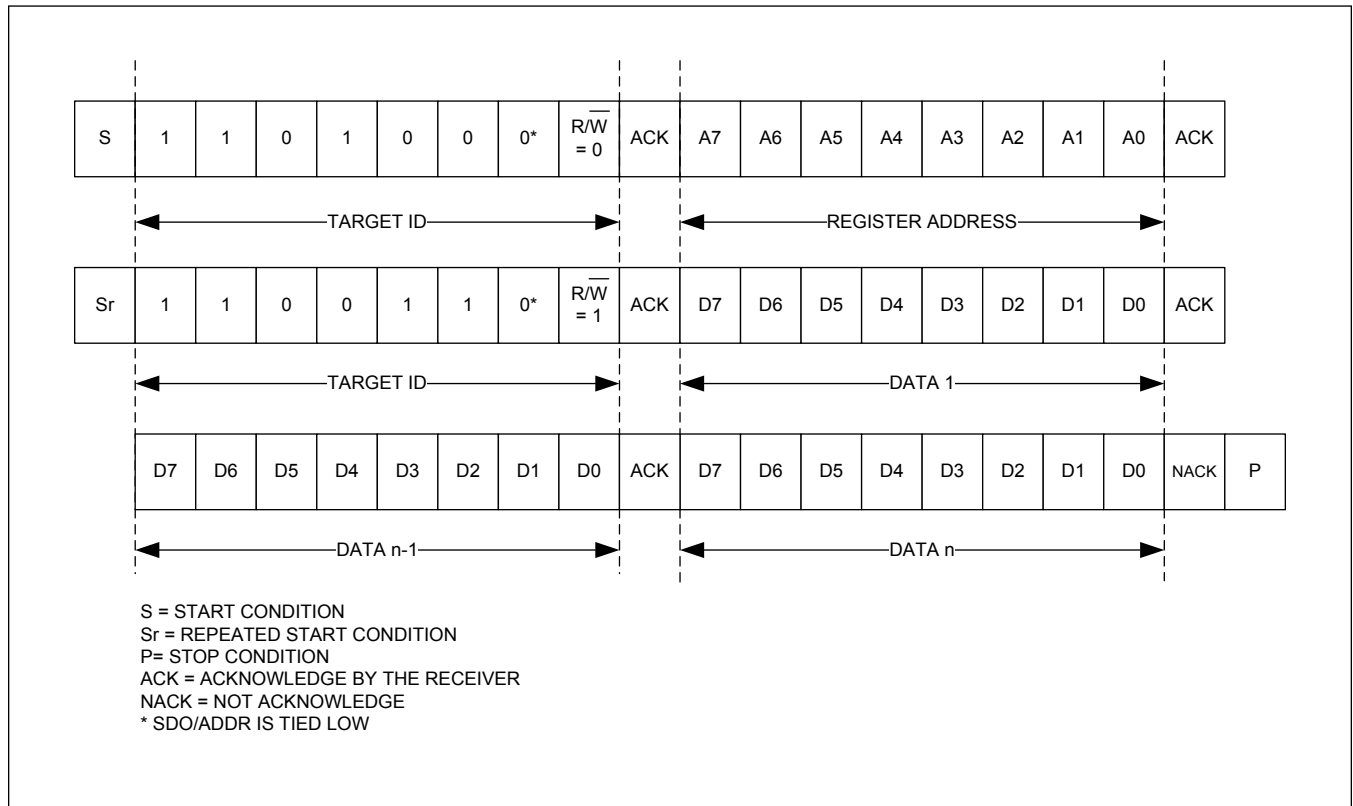 S 1 1 0 1 0 0 0* R/W̅ = 0 ACK A7 A6 A5 A4 A3 A2 A1 A0 ACK
TARGET ID REGISTER ADDRESS
Sr 1 1 0 0 1 1 0* R/W̅ = 1 ACK D7 D6 D5 D4 D3 D2 D1 D0 ACK
TARGET ID DATA 1
D7 D6 D5 D4 D3 D2 D1 D0 ACK D7 D6 D5 D4 D3 D2 D1 D0 NACK P
DATA n-1 DATA n
S = START CONDITION
Sr = REPEATED START CONDITION
P= STOP CONDITION
ACK = ACKNOWLEDGE BY THE RECEIVER
NACK = NOT ACKNOWLEDGE
* SDO/ADDR IS TIED LOW